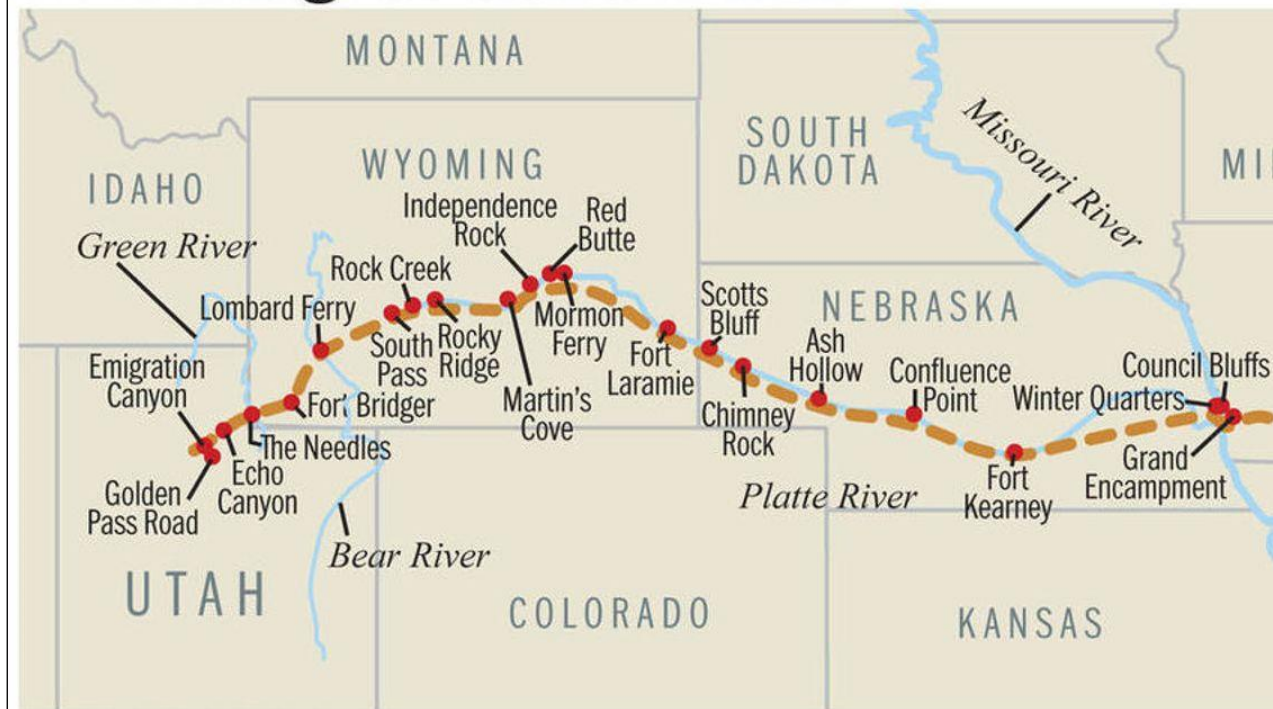 MONTANA
SOUTH
DAKOTA
Missouri River
MI
WYOMING
IDAHO
Independence
Rock
Red
Butte
Green River
Rock Creek
Lombard Ferry
Scotts
Bluff
NEBRASKA
Mormon
Ferry
South
Pass
Rocky
Ridge
Fort
Laramie
Ash
Hollow
Emigration
Canyon
Confluence
Point
Council Bluffs
Winter Quarters
For' Bridger
Martin's
Cove
Chimney
Rock
The Needles
Echo
Canyon
Grand
Encampment
Golden
Pass Road
Platte River
Fort
Kearney
Bear River
UTAH
COLORADO
KANSAS